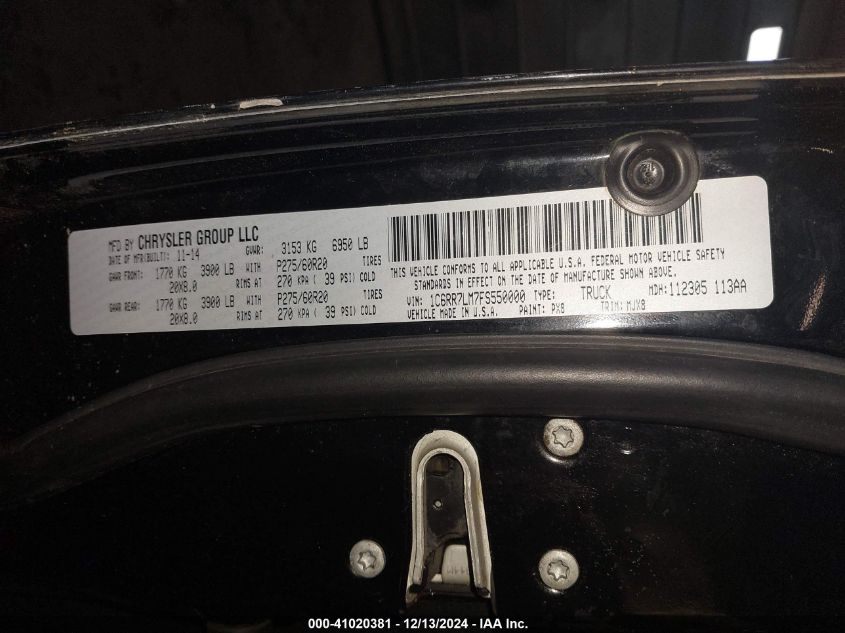 MFD BY CHRYSLER GROUP LLC
DATE OF MFR(BUILT): 11-14 GVWR: 3153 KG 6950 LB
GAWR FRONT: 1770 KG 3900 LB WITH P275/60R20 TIRES
20X8.0 RIMS AT 270 KPA ( 39 PSI) COLD
GAWR REAR: 1770 KG 3900 LB WITH P275/60R20 TIRES
20X8.0 RIMS AT 270 KPA ( 39 PSI) COLD
THIS VEHICLE CONFORMS TO ALL APPLICABLE U.S.A. FEDERAL MOTOR VEHICLE SAFETY
STANDARDS IN EFFECT ON THE DATE OF MANUFACTURE SHOWN ABOVE.
VIN: 1C6RR7LM7FS550000 TYPE: TRUCK MDH: 112305 113AA
VEHICLE MADE IN U.S.A. PAINT: PX8 TRIM: MJX8
000-41020381 - 12/13/2024 - IAA Inc.